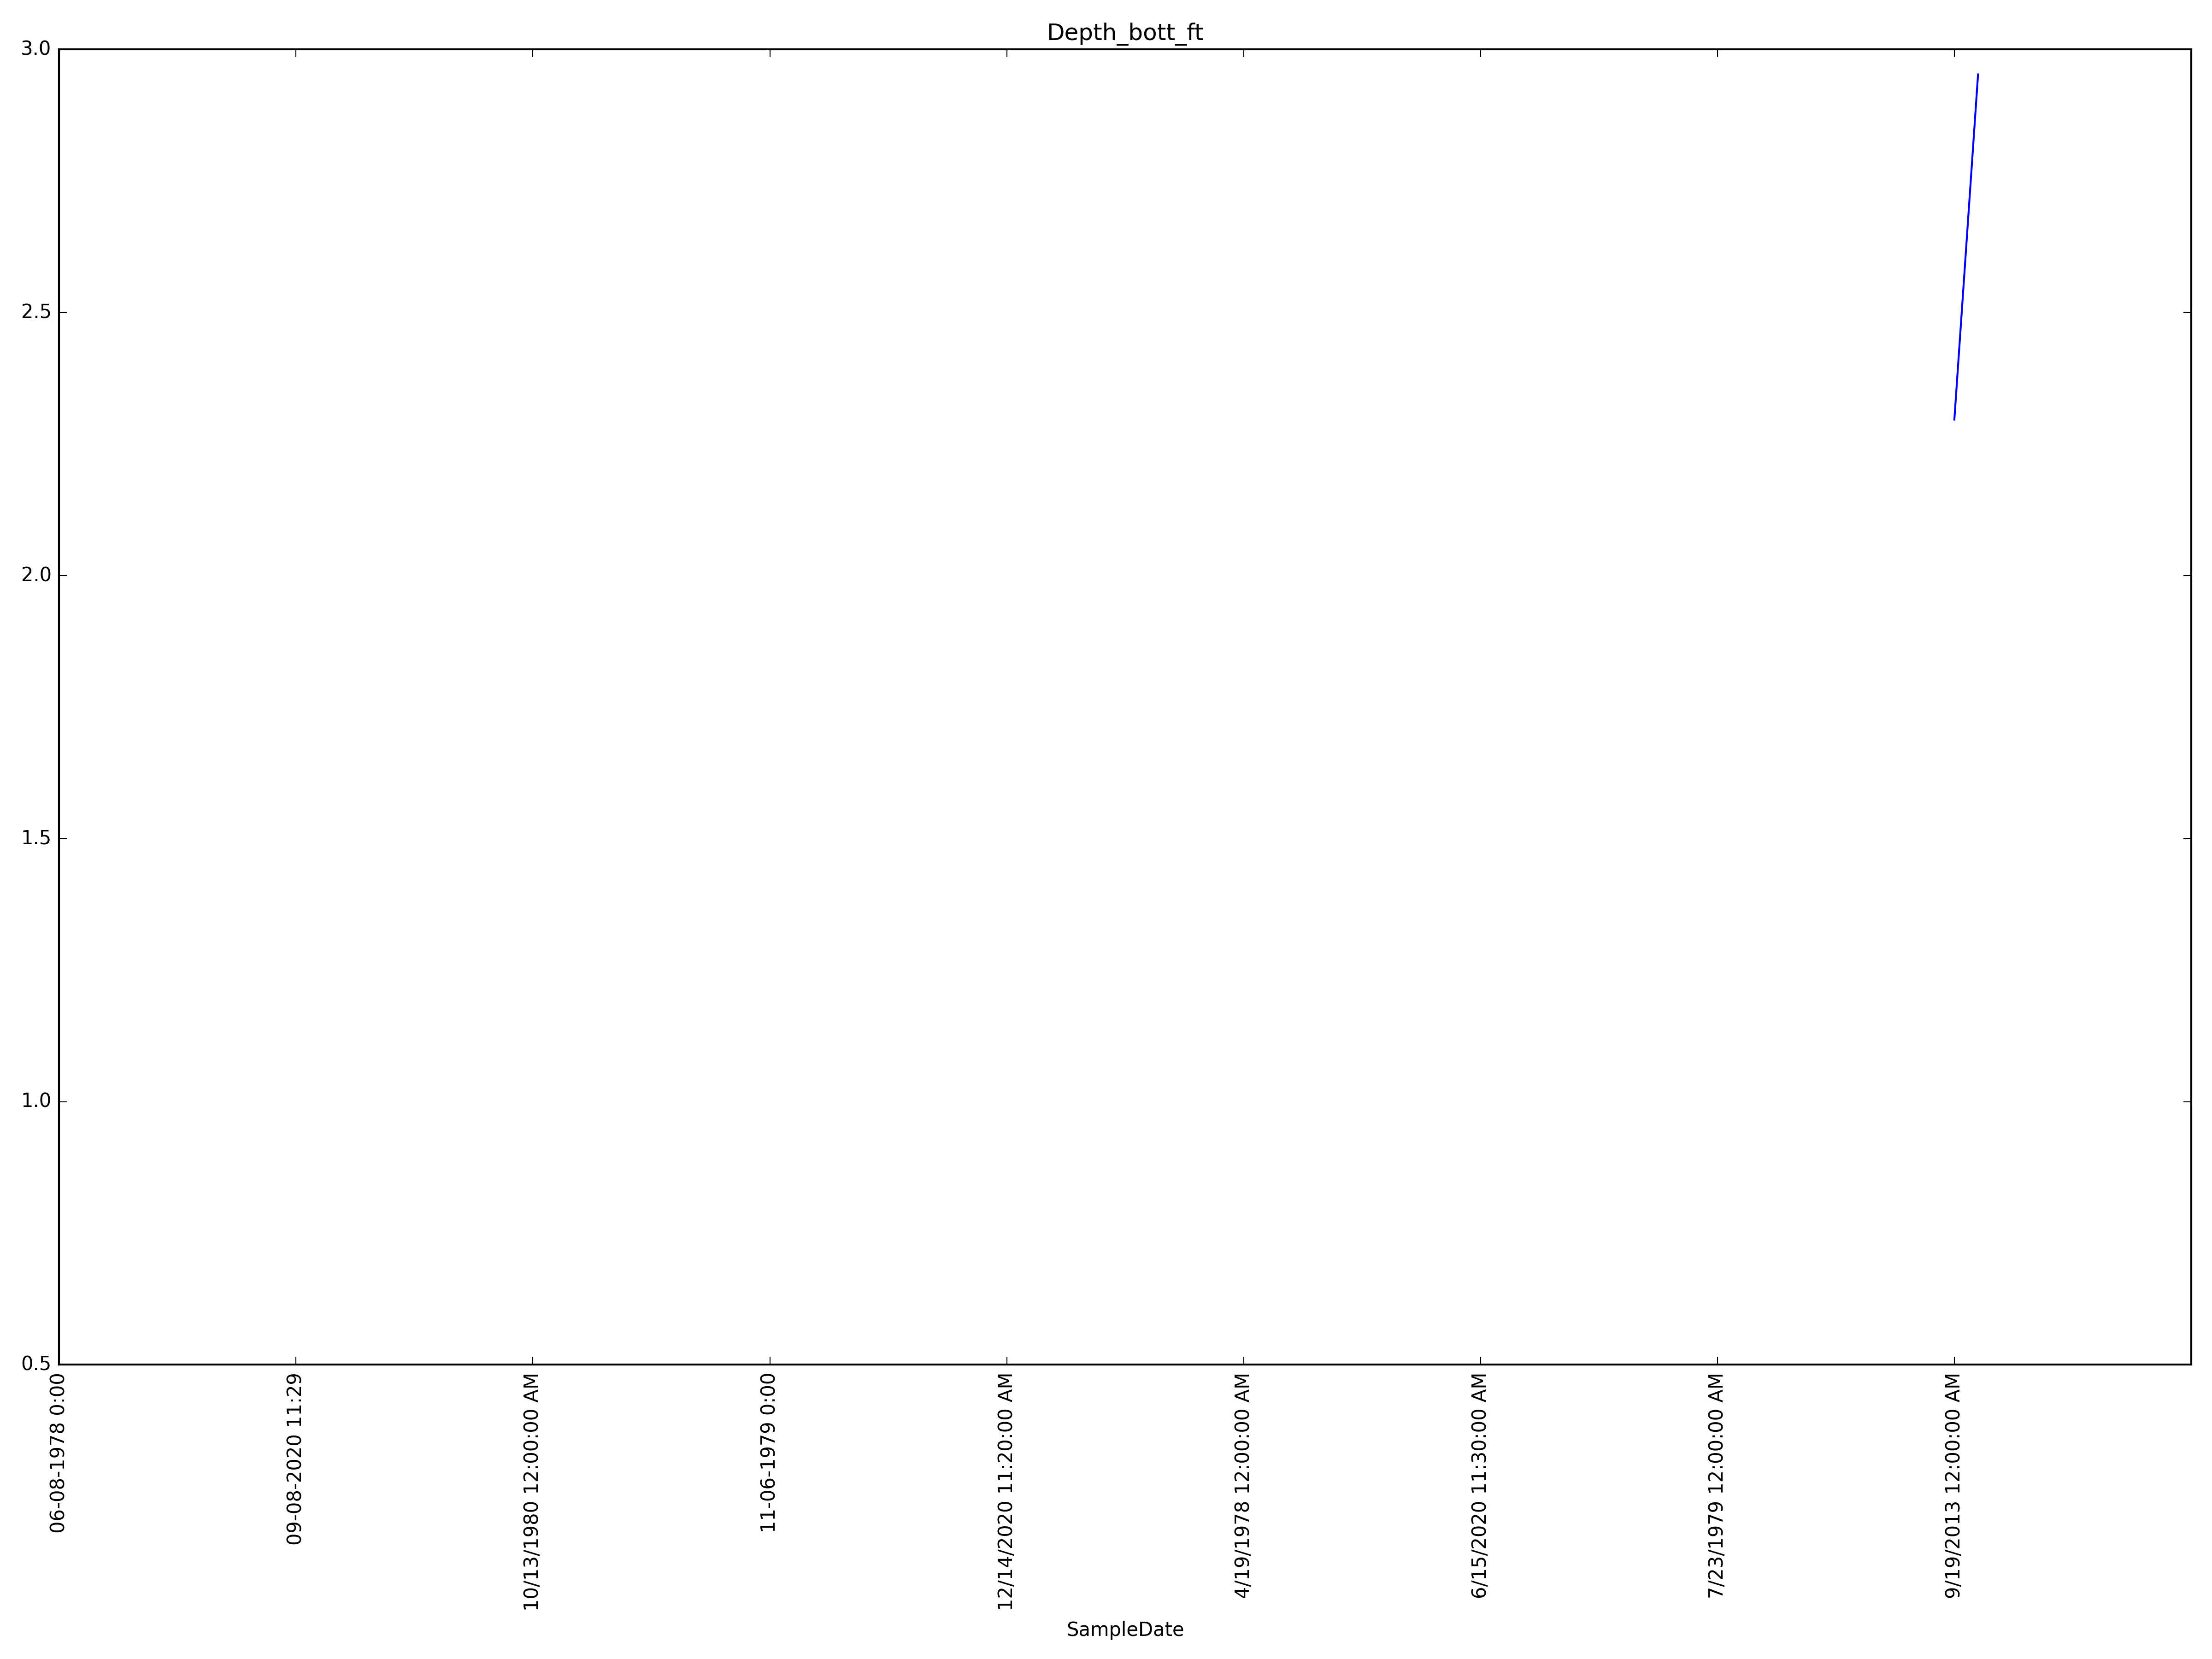 Depth_bott_ft
3.0
2.5
2.0
1.5
1.0
0.5
06-08-1978 0:00
09-08-2020 11:29
10/13/1980 12:00:00 AM
11-06-1979 0:00
12/14/2020 11:20:00 AM
4/19/1978 12:00:00 AM
6/15/2020 11:30:00 AM
7/23/1979 12:00:00 AM
9/19/2013 12:00:00 AM
SampleDate